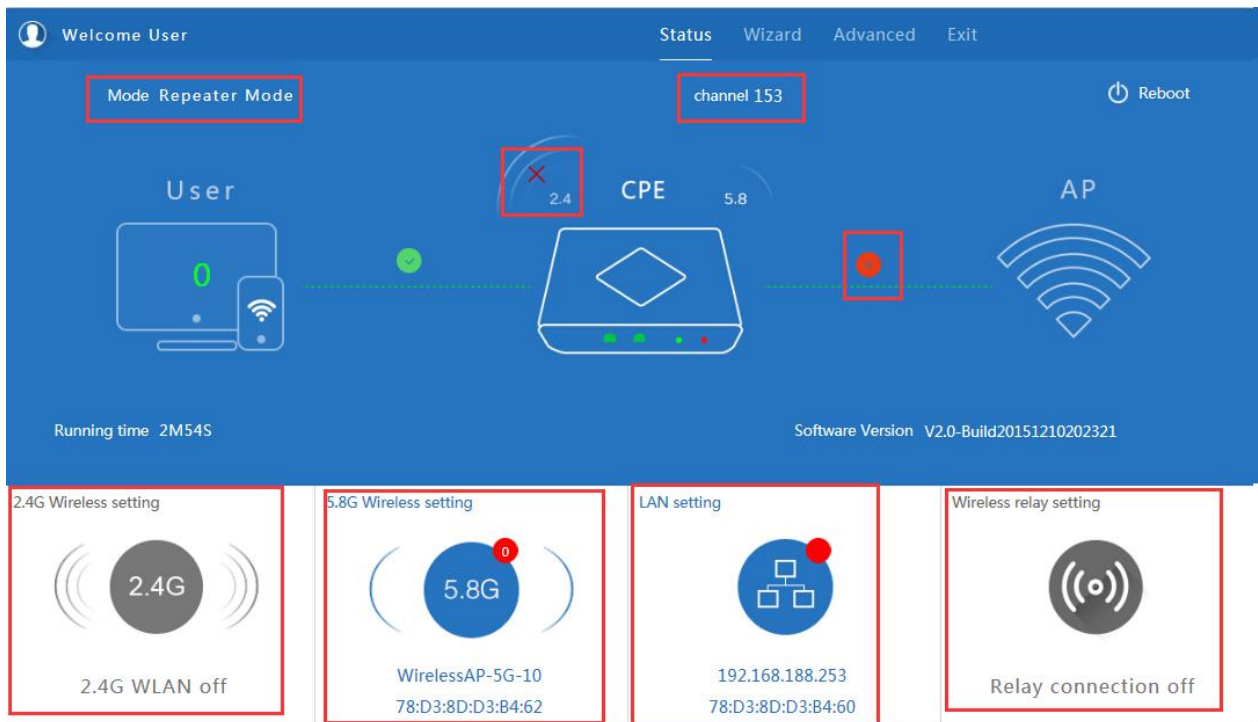 Welcome User
Status Wizard Advanced Exit
Mode Repeater Mode
channel 153
Reboot
User
2.4
CPE
5.8
AP
0
Running time 2M54S
Software Version V2.0-Build20151210202321
2.4G Wireless setting
5.8G Wireless setting
LAN setting
Wireless relay setting
2.4G
0
5.8G
2.4G WLAN off
WirelessAP-5G-10
78:D3:8D:D3:B4:62
192.168.188.253
78:D3:8D:D3:B4:60
Relay connection off